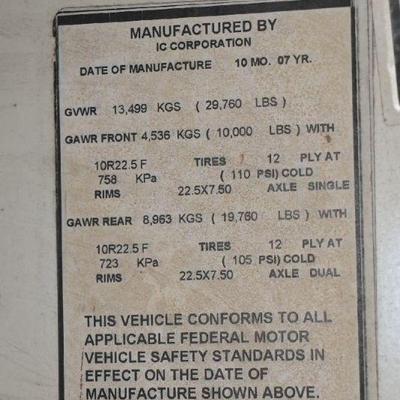 MANUFACTURED BY
IC CORPORATION
DATE OF MANUFACTURE 10 MO. 07 YR.
GVWR 13,499 KGS ( 29,760 LBS )
GAWR FRONT 4,536 KGS ( 10,000 LBS ) WITH
10R22.5 F TIRES 12 PLY AT
758 KPa ( 110 PSI ) COLD
RIMS 22.5X7.50 AXLE SINGLE
GAWR REAR 8,963 KGS ( 19,760 LBS ) WITH
10R22.5 F TIRES 12 PLY AT
723 KPa ( 105 PSI ) COLD
RIMS 22.5X7.50 AXLE DUAL
THIS VEHICLE CONFORMS TO ALL
APPLICABLE FEDERAL MOTOR
VEHICLE SAFETY STANDARDS IN
EFFECT ON THE DATE OF
MANUFACTURE SHOWN ABOVE.